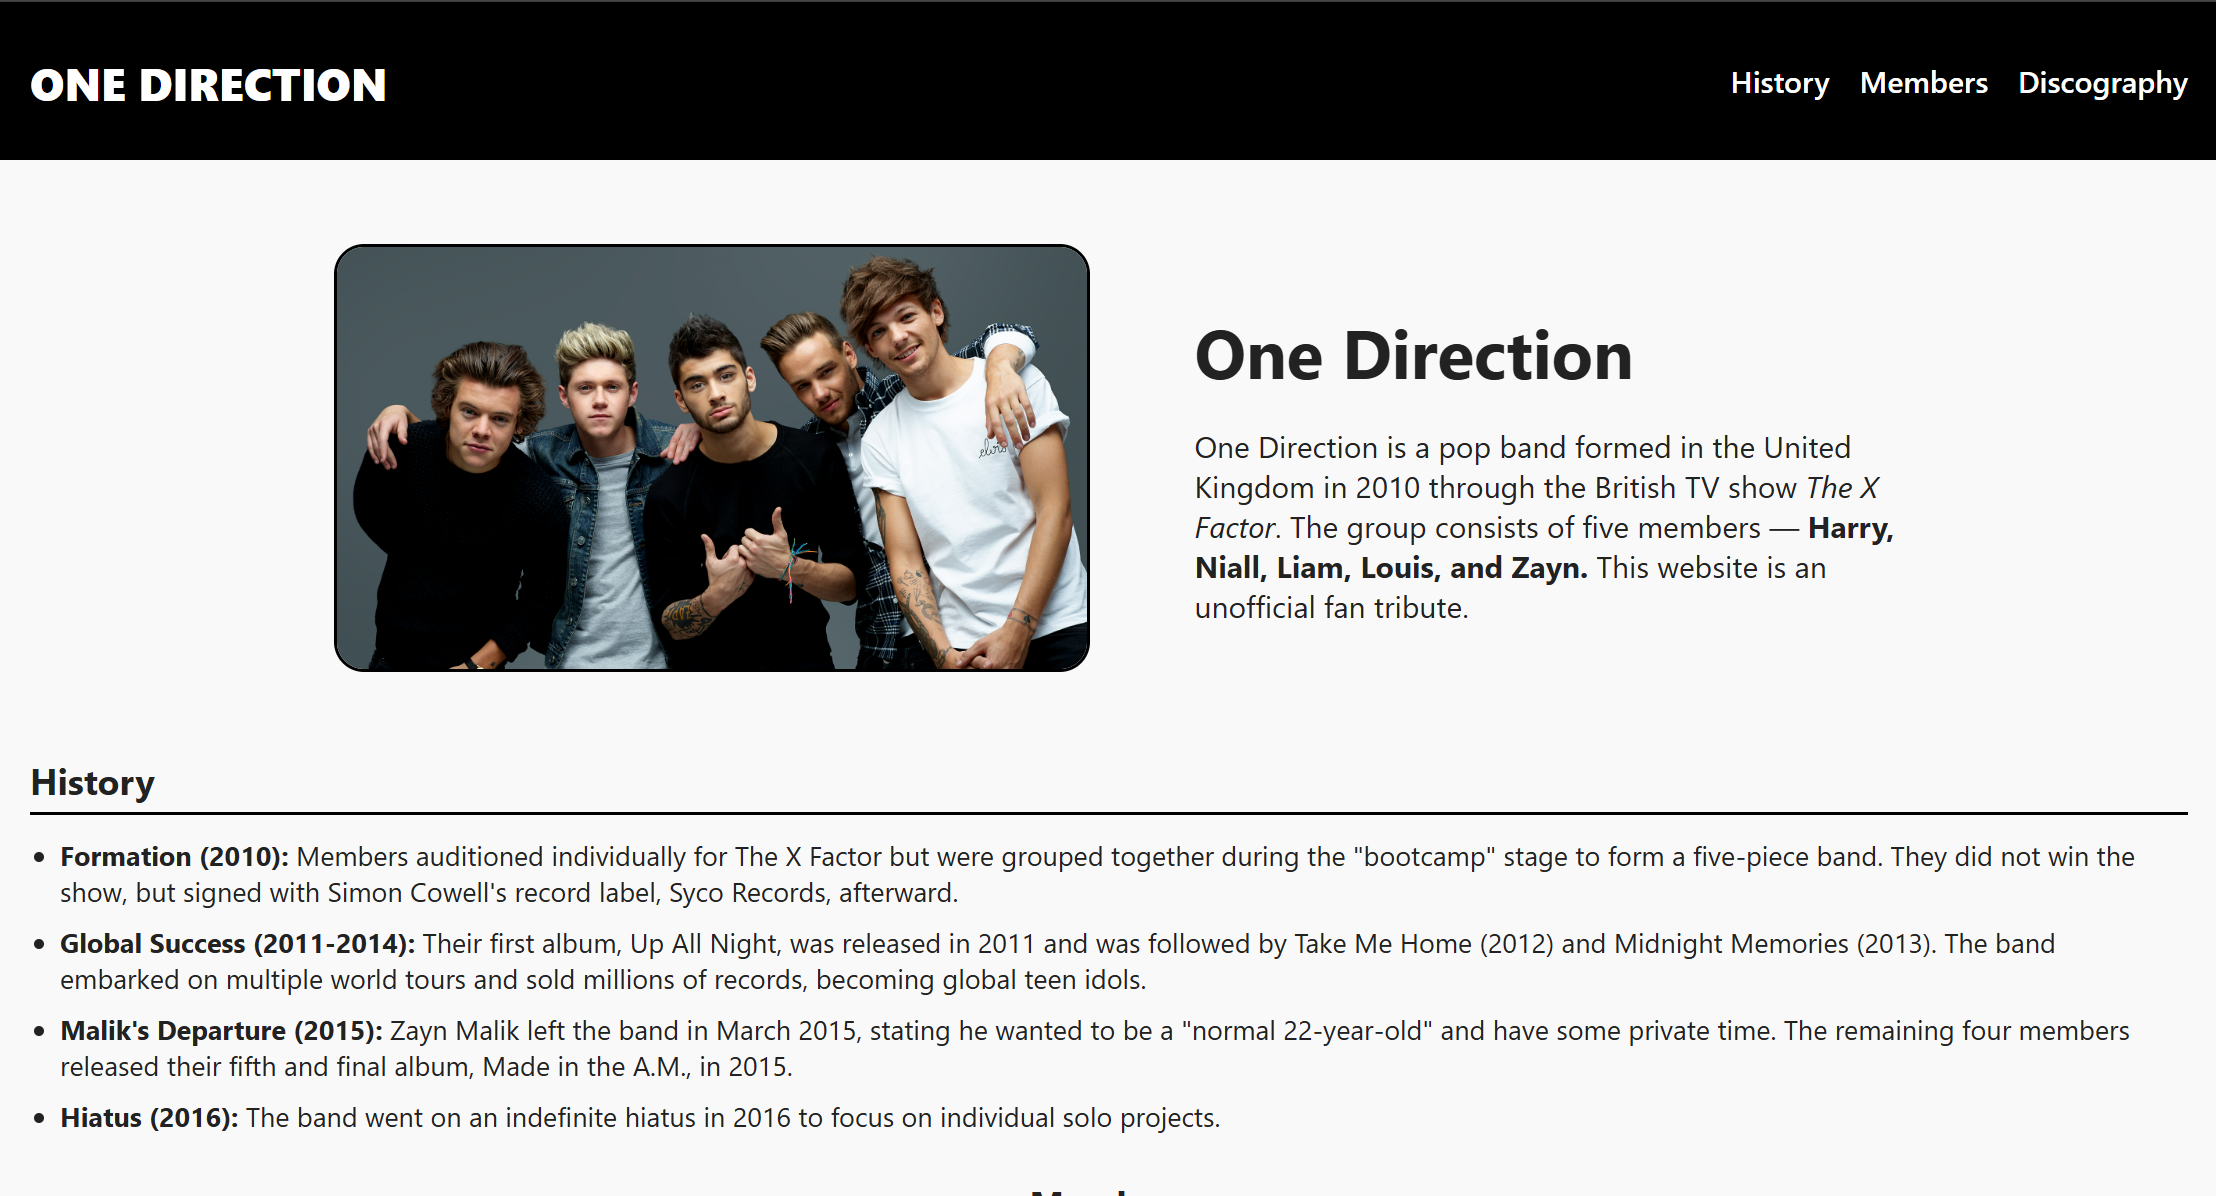 ONE DIRECTION
History Members Discography
elvis
One Direction
One Direction is a pop band formed in the United
Kingdom in 2010 through the British TV show The X
Factor. The group consists of five members — Harry,
Niall, Liam, Louis, and Zayn. This website is an
unofficial fan tribute.
History
• Formation (2010): Members auditioned individually for The X Factor but were grouped together during the "bootcamp" stage to form a five-piece band. They did not win the
show, but signed with Simon Cowell's record label, Syco Records, afterward.
• Global Success (2011-2014): Their first album, Up All Night, was released in 2011 and was followed by Take Me Home (2012) and Midnight Memories (2013). The band
embarked on multiple world tours and sold millions of records, becoming global teen idols.
• Malik's Departure (2015): Zayn Malik left the band in March 2015, stating he wanted to be a "normal 22-year-old" and have some private time. The remaining four members
released their fifth and final album, Made in the A.M., in 2015.
• Hiatus (2016): The band went on an indefinite hiatus in 2016 to focus on individual solo projects.